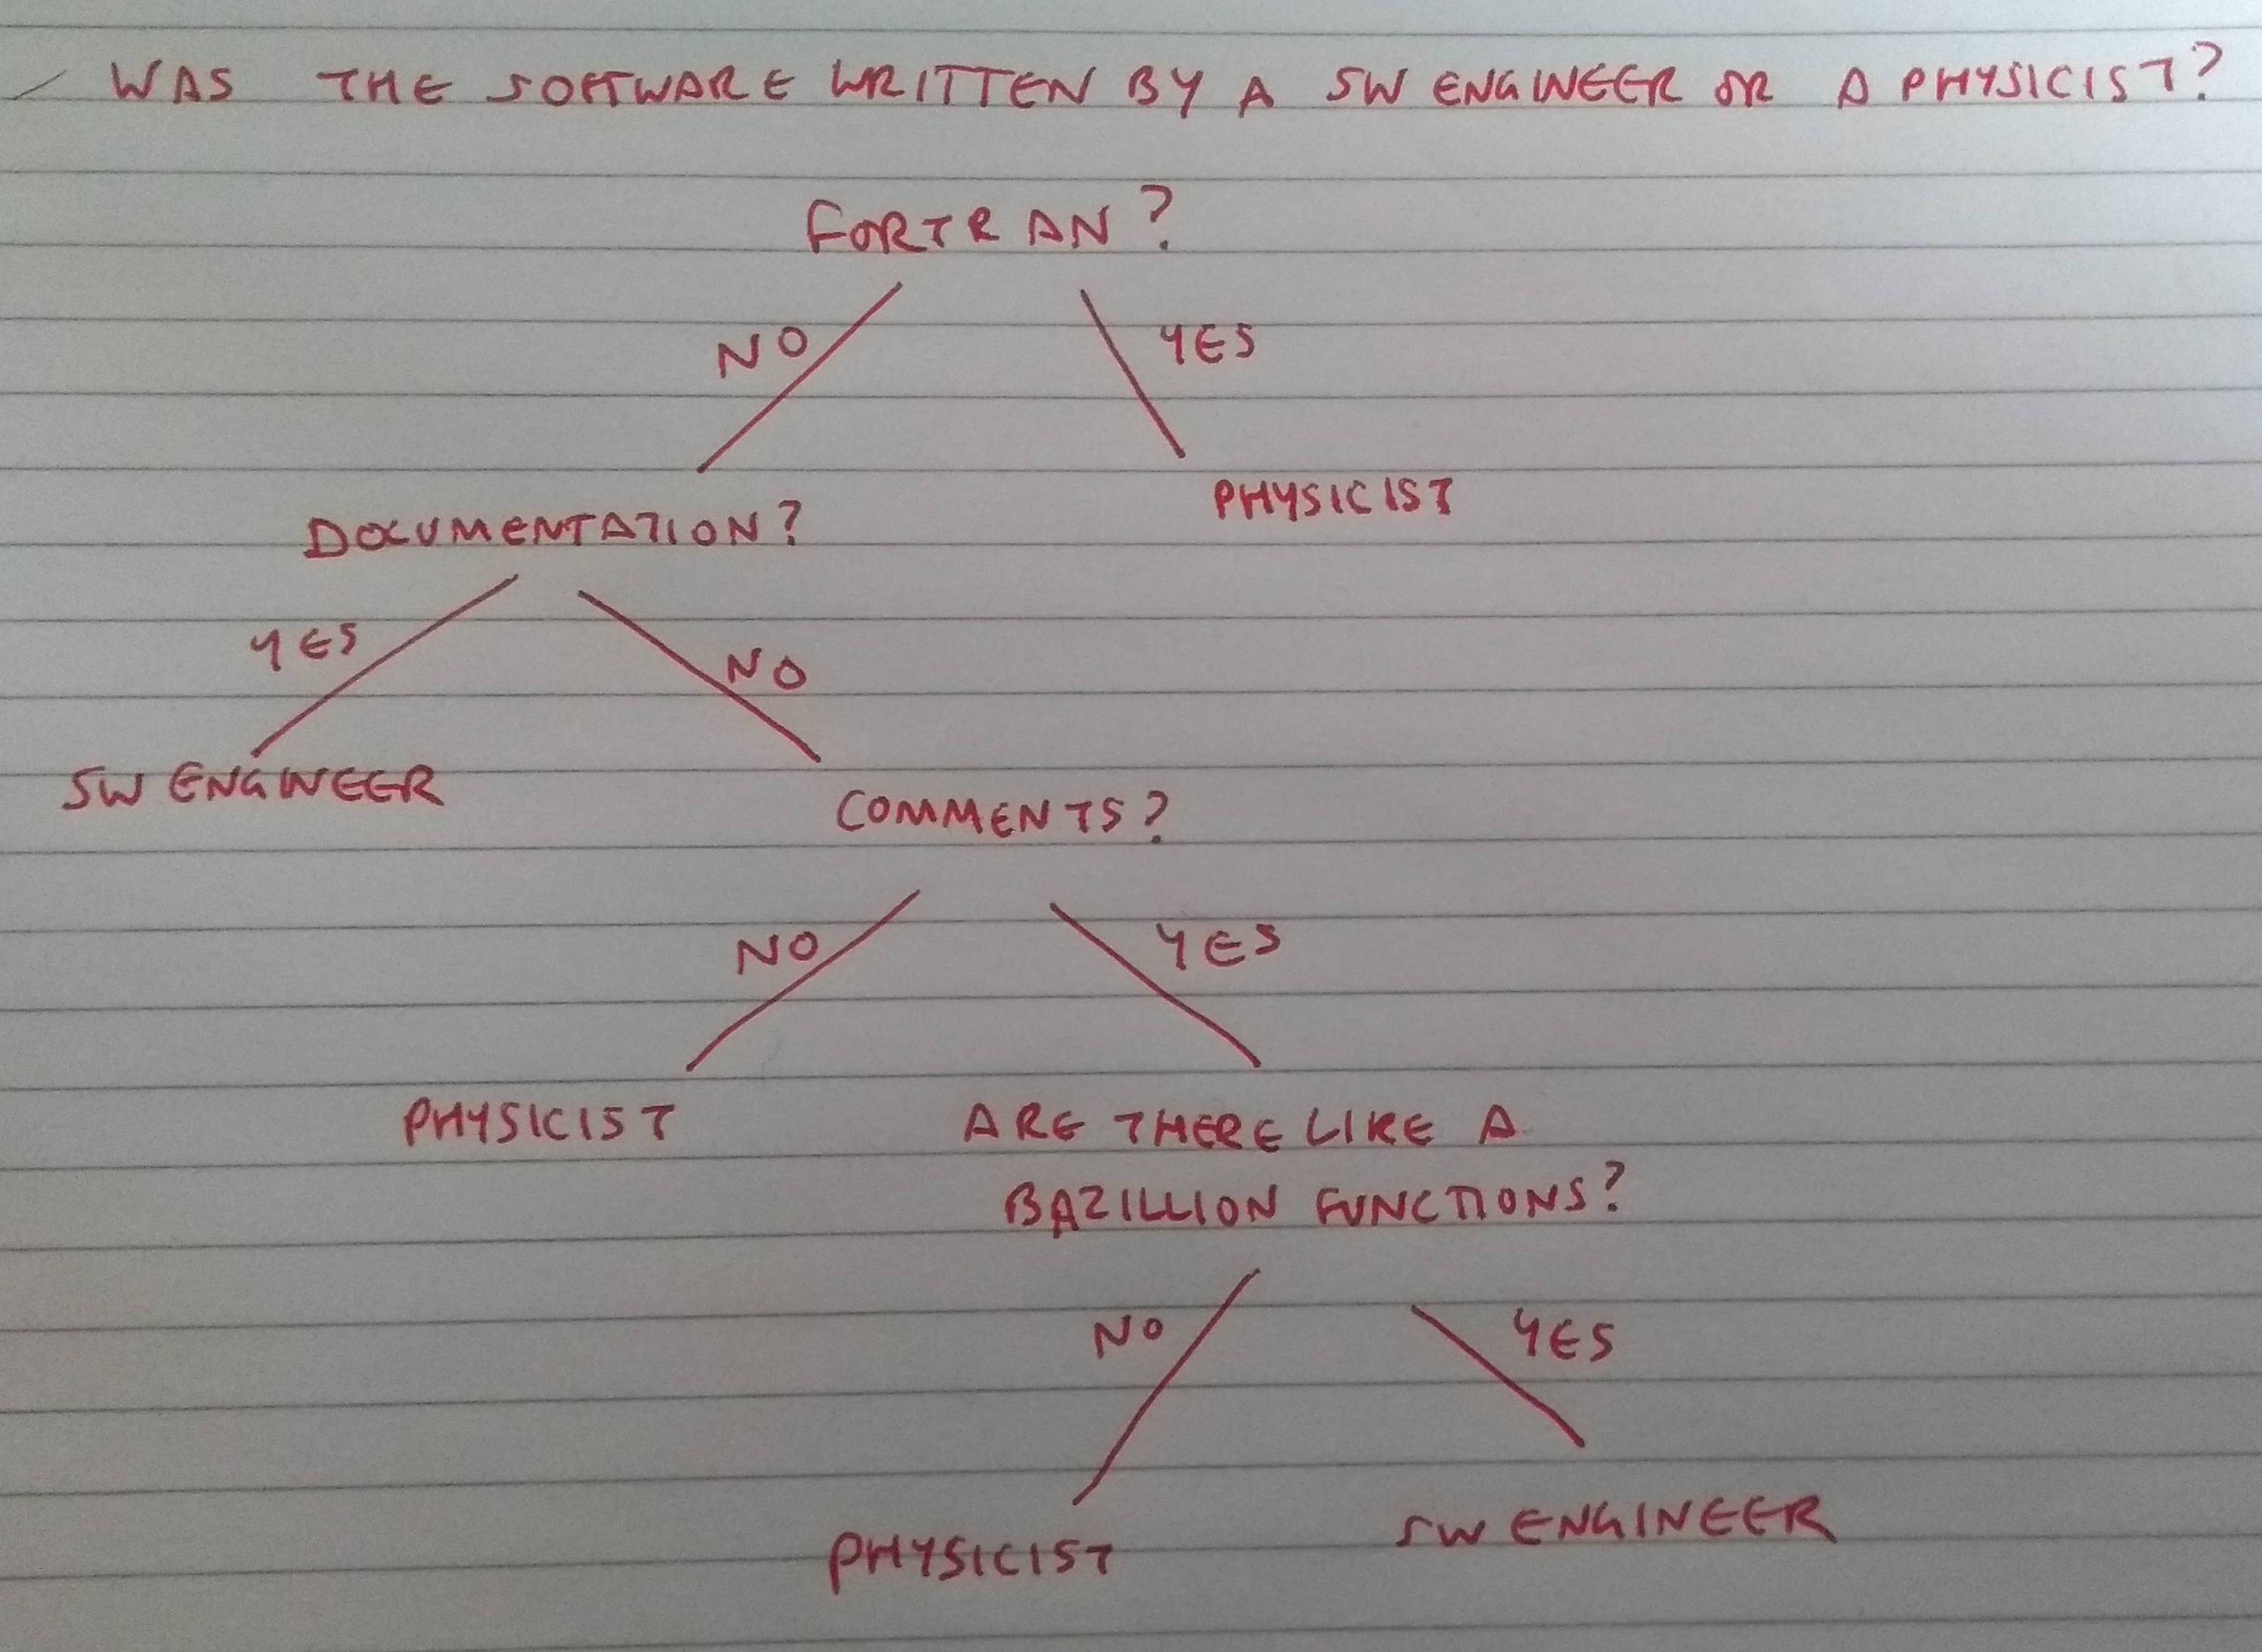 WAS THE SOFTWARE WRITTEN BY A SW ENGINEER OR A PHYSICIST?
FORTRAN?
NO YES
PHYSICIST
DOCUMENTATION?
YES NO
SW ENGINEER
COMMENTS?
NO YES
PHYSICIST ARE THERE LIKE A
BAZILLION FUNCTIONS?
NO YES
PHYSICIST SW ENGINEER